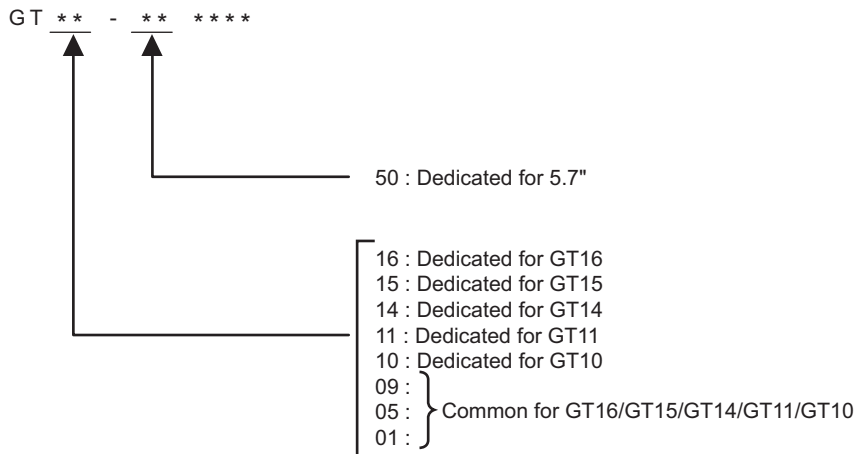 GT ** - ** ****
50 : Dedicated for 5.7"
16 : Dedicated for GT16
15 : Dedicated for GT15
14 : Dedicated for GT14
11 : Dedicated for GT11
10 : Dedicated for GT10
09 :
05 : Common for GT16/GT15/GT14/GT11/GT10
01 :